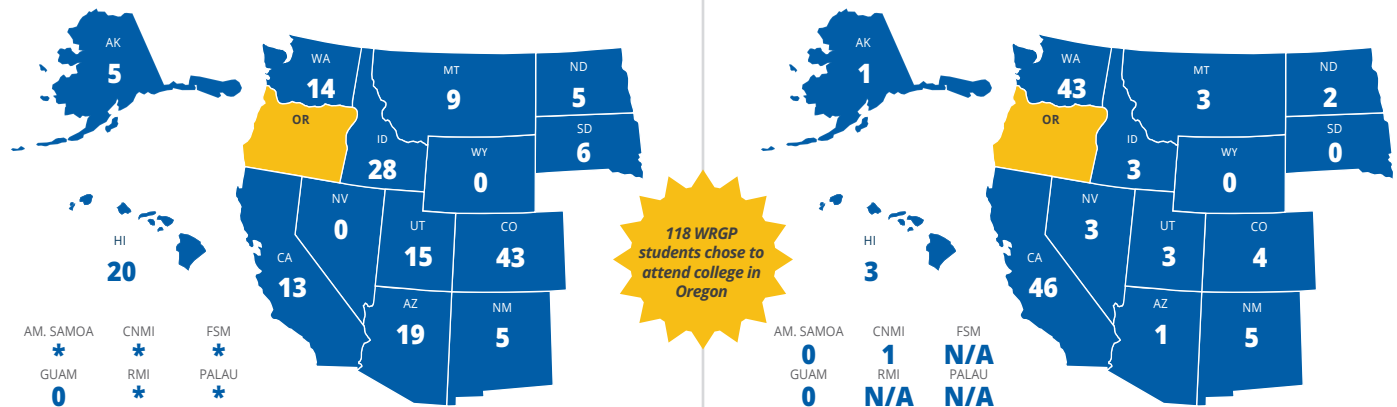 AK
5
WA
14
MT
9
ND
5
OR
SD
6
ID
28
WY
0
NV
0
UT
15
CO
43
HI
20
CA
13
AZ
19
NM
5
AM. SAMOA CNMI FSM
* * *
GUAM RMI PALAU
0 * *
118 WRGP
students chose to
attend college in
Oregon
AK
1
WA
43
MT
3
ND
2
OR
SD
0
ID
3
WY
0
NV
3
UT
3
CO
4
HI
3
CA
46
AZ
1
NM
5
AM. SAMOA CNMI FSM
0 1 N/A
GUAM RMI PALAU
0 N/A N/A